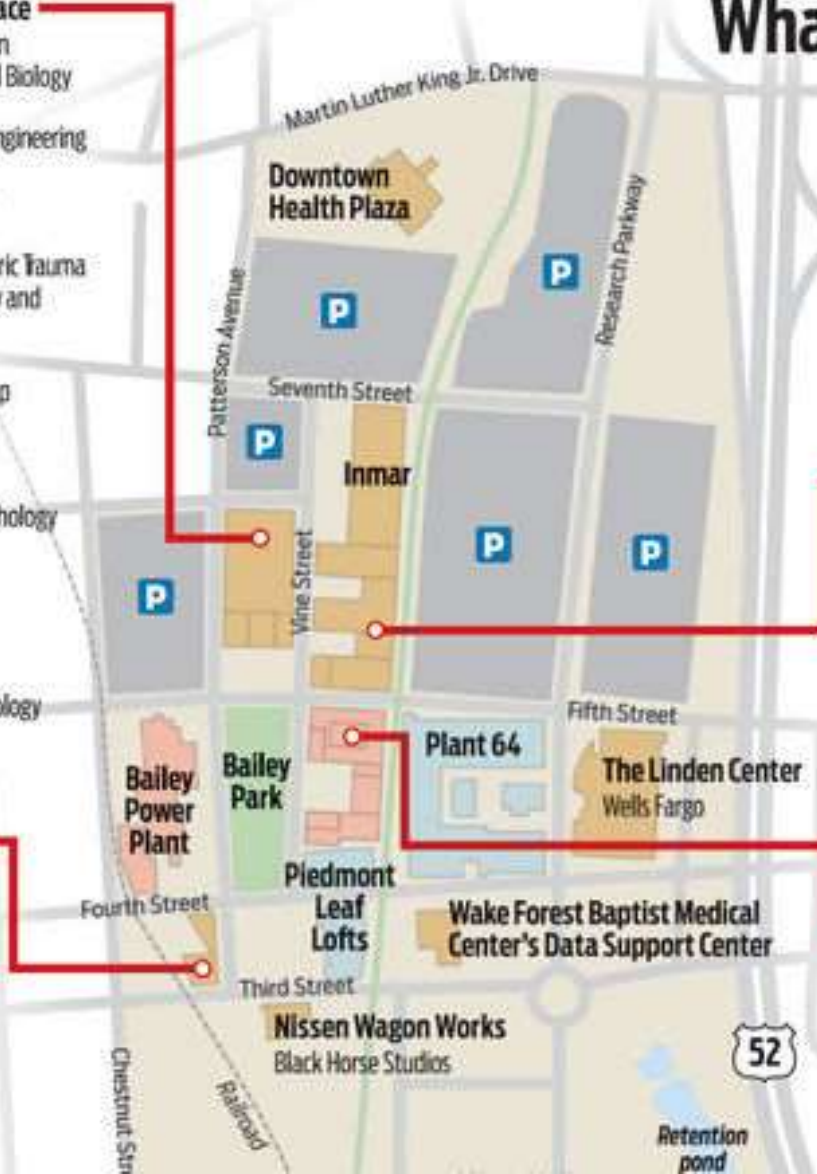 ace
Wha
n
l Biology
Martin Luther King Jr. Drive
ngineering
Downtown
Health Plaza
ric Trauma
y and
P
P
Research Parkway
Patterson Avenue
Seventh Street
p
P
Inmar
hology
P
P
P
Vine Street
ology
Fifth Street
Plant 64
Bailey
Power
Plant
Bailey
Park
The Linden Center
Wells Fargo
Piedmont
Leaf
Lofts
Fourth Street
Wake Forest Baptist Medical
Center's Data Support Center
Third Street
Nissen Wagon Works
Black Horse Studios
52
Chestnut Stre
Railroad
Retention
pond